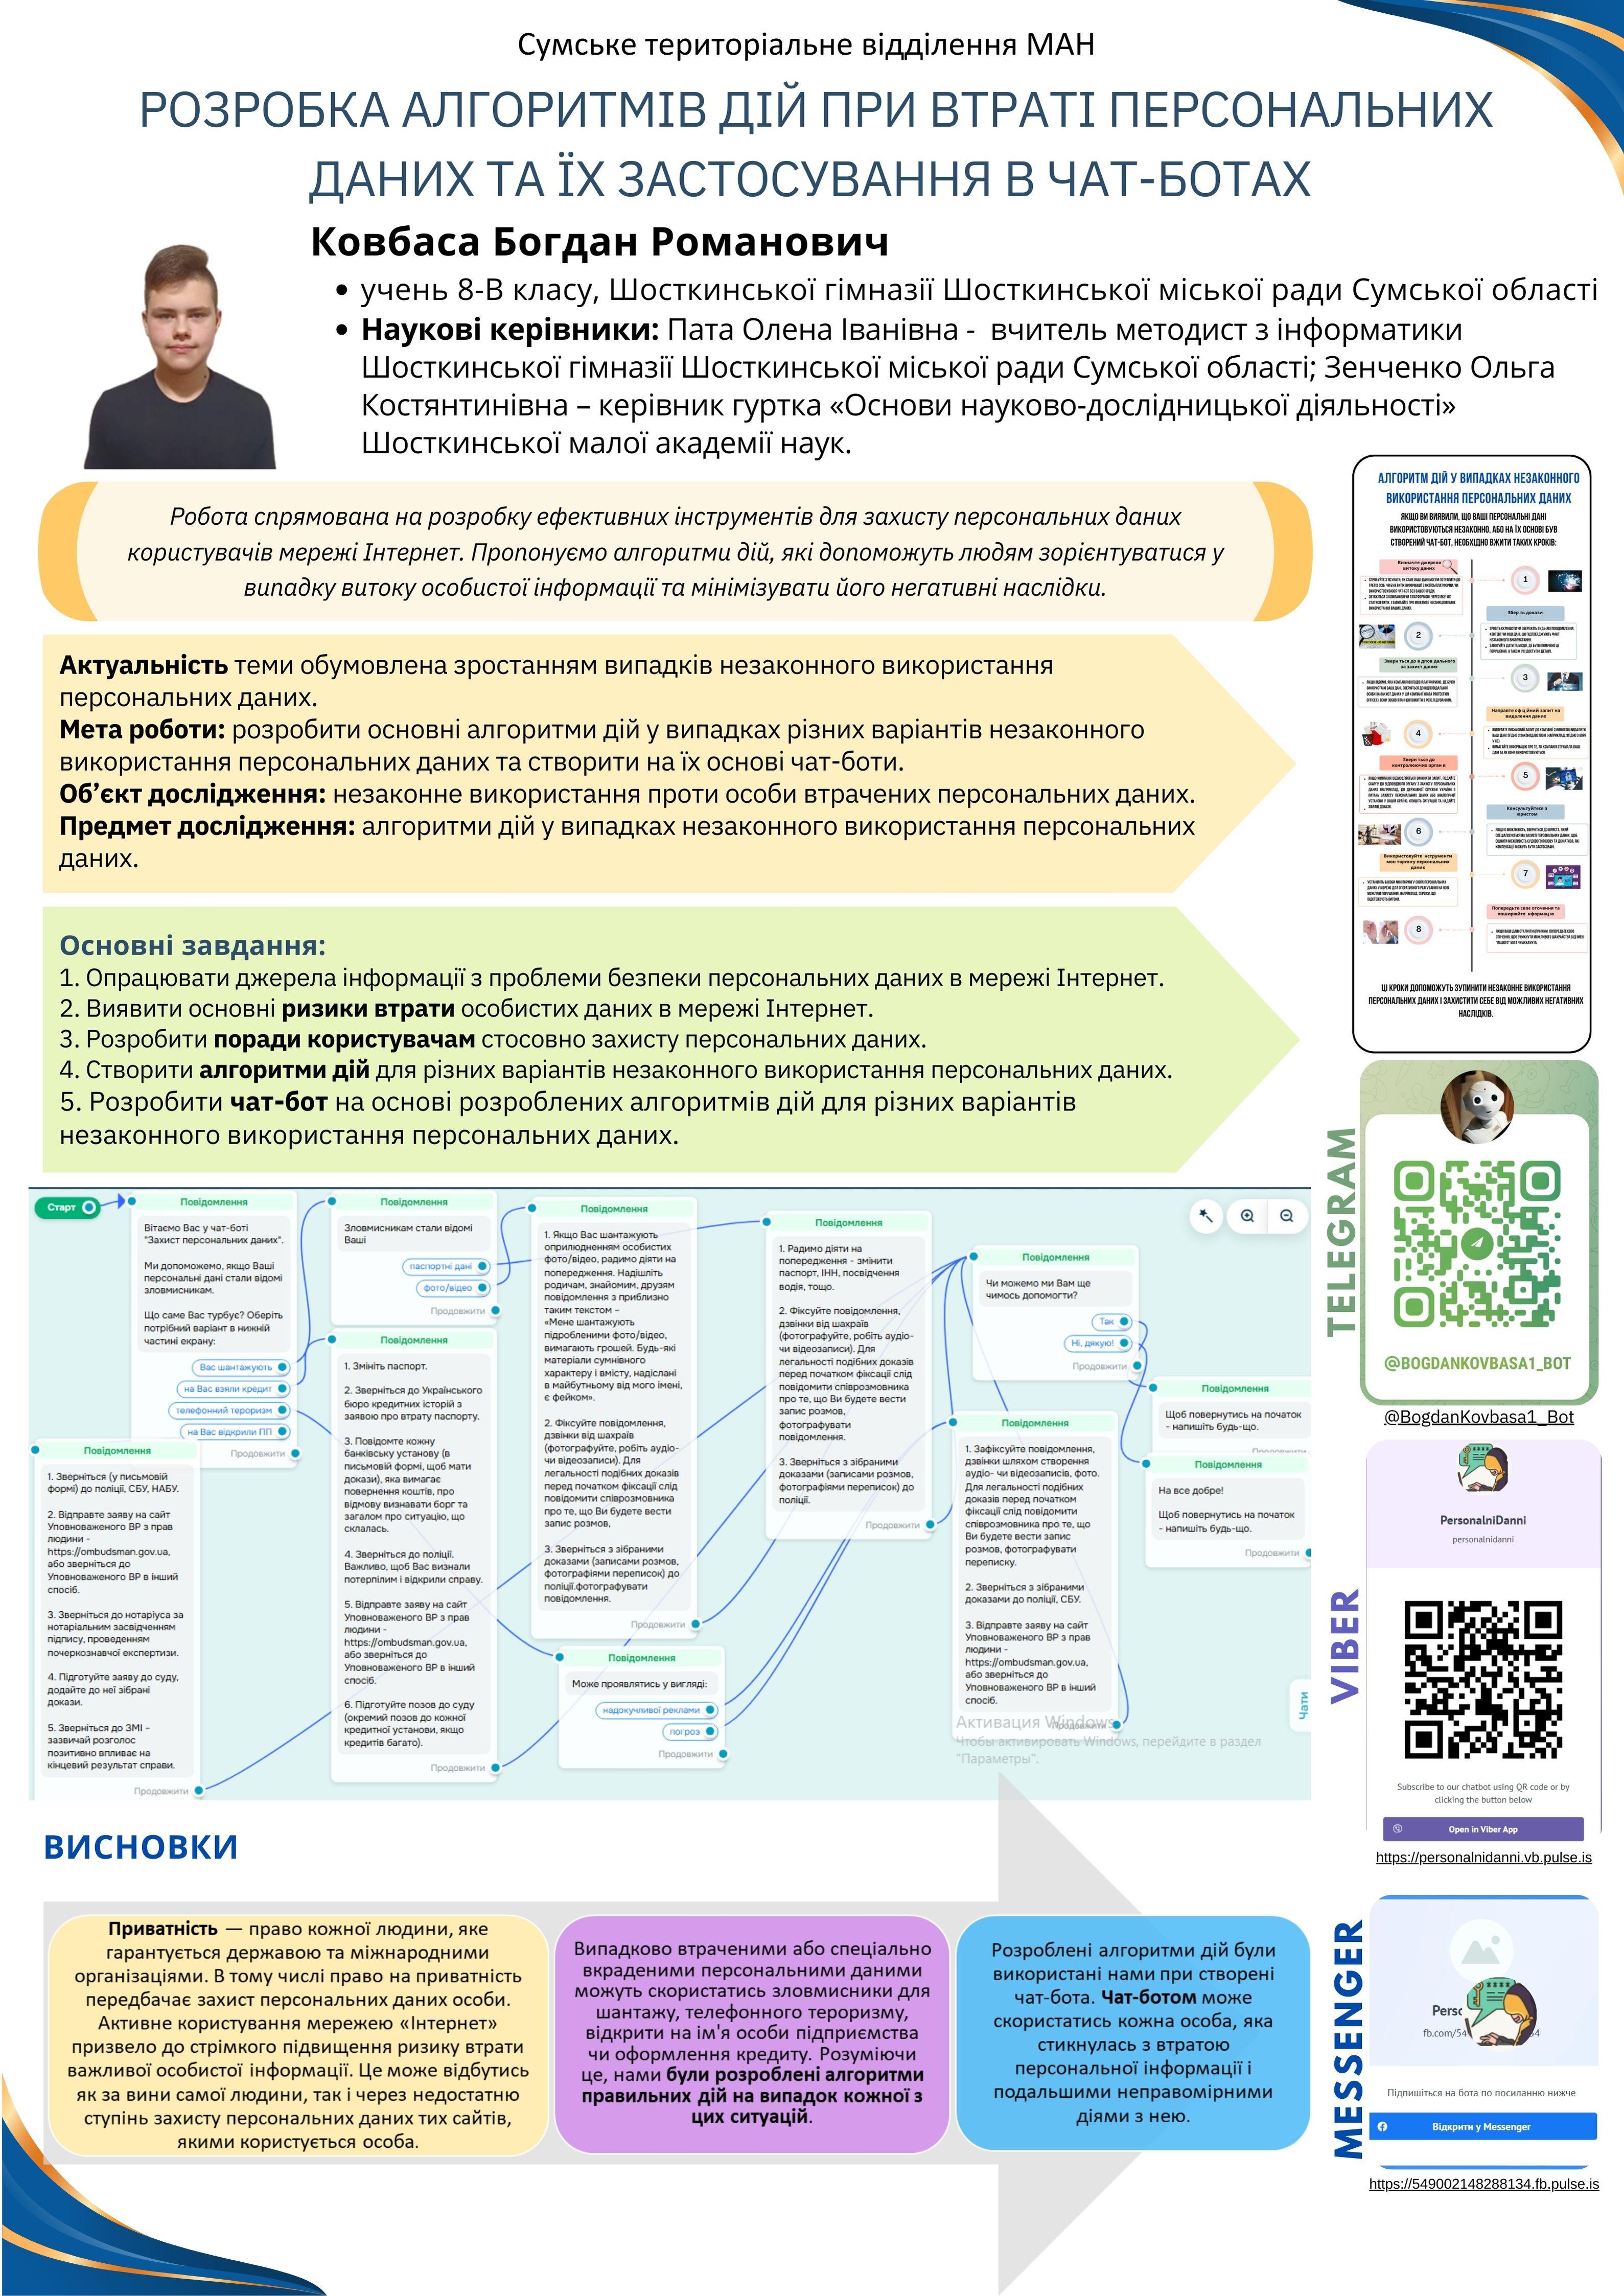 Сумське територіальне відділення МАН
РОЗРОБКА АЛГОРИТМІВ ДІЙ ПРИ ВТРАТІ ПЕРСОНАЛЬНИХ
ДАНИХ ТА ЇХ ЗАСТОСУВАННЯ В ЧАТ-БОТАХ
Ковбаса Богдан Романович
• учень 8-В класу, Шосткинської гімназії Шосткинської міської ради Сумської області
• Наукові керівники: Пата Олена Іванівна - вчитель методист з інформатики
Шосткинської гімназії Шосткинської міської ради Сумської області; Зенченко Ольга
Костянтинівна – керівник гуртка «Основи науково-дослідницької діяльності»
Шосткинської малої академії наук.
Робота спрямована на розробку ефективних інструментів для захисту персональних даних
користувачів мережі Інтернет. Пропонуємо алгоритми дій, які допоможуть людям зорієнтуватися у
випадку витоку особистої інформації та мінімізувати його негативні наслідки.
Актуальність теми обумовлена зростанням випадків незаконного використання
персональних даних.
Мета роботи: розробити основні алгоритми дій у випадках різних варіантів незаконного
використання персональних даних та створити на їх основі чат-боти.
Об’єкт дослідження: незаконне використання проти особи втрачених персональних даних.
Предмет дослідження: алгоритми дій у випадках незаконного використання персональних
даних.
Основні завдання:
1. Опрацювати джерела інформації з проблеми безпеки персональних даних в мережі Інтернет.
2. Виявити основні ризики втрати особистих даних в мережі Інтернет.
3. Розробити поради користувачам стосовно захисту персональних даних.
4. Створити алгоритми дій для різних варіантів незаконного використання персональних даних.
5. Розробити чат-бот на основі розроблених алгоритмів дій для різних варіантів
незаконного використання персональних даних.
Старт
Повідомлення
Вітаємо Вас у чат-боті
"Захист персональних даних".
Ми допоможемо, якщо Ваші
персональні дані стали відомі
зловмисникам.
Що саме Вас турбує? Оберіть
потрібний варіант в нижній
частині екрану:
Вас шантажують
на Вас взяли кредит
телефонний тероризм
на Вас відкрили ПП
Продовжити
Повідомлення
1. Зверніться (у письмовій
формі) до поліції, СБУ, НАБУ.
2. Відправте заяву на сайт
Уповноваженого ВР з прав
людини -
https://ombudsman.gov.ua,
або зверніться до
Уповноваженого ВР в інший
спосіб.
3. Зверніться до нотаріуса за
нотаріальним засвідченням
підпису, проведенням
почеркознавчої експертизи.
4. Підготуйте заяву до суду,
додайте до неї зібрані
докази.
5. Зверніться до ЗМІ –
зазвичай розголос
позитивно впливає на
кінцевий результат справи.
Продовжити
Повідомлення
Зловмисникам стали відомі
Ваші
паспортні дані
фото/відео
Продовжити
Повідомлення
1. Змініть паспорт.
2. Зверніться до Українського
бюро кредитних історій з
заявою про втрату паспорту.
3. Повідомте кожну
банківську установу (в
письмовій формі, щоб мати
докази), яка вимагає
повернення коштів, про
відмову визнавати борг та
загалом про ситуацію, що
склалась.
4. Зверніться до поліції.
Важливо, щоб Вас визнали
потерпілим і відкрили справу.
5. Відправте заяву на сайт
Уповноваженого ВР з прав
людини -
https://ombudsman.gov.ua,
або зверніться до
Уповноваженого ВР в інший
спосіб.
6. Підготуйте позов до суду
(окремий позов до кожної
кредитної установи, якщо
кредитів багато).
Продовжити
Повідомлення
1. Якщо Вас шантажують
оприлюдненням особистих
фото/відео, радимо діяти на
попередження. Надішліть
родичам, знайомим, друзям
повідомлення з приблизно
таким текстом –
«Мене шантажують
підробленими фото/відео,
вимагають грошей. Будь-які
матеріали сумнівного
характеру і вмісту, надіслані
в майбутньому від мого імені,
є фейком».
2. Фіксуйте повідомлення,
дзвінки від шахраїв
(фотографуйте, робіть аудіо-
чи відеозаписи). Для
легальності подібних доказів
перед початком фіксації слід
повідомити співрозмовника
про те, що Ви будете вести
запис розмов,
3. Зверніться з зібраними
доказами (записами розмов,
фотографіями переписок) до
поліції.фотографувати
повідомлення.
Продовжити
Повідомлення
Може проявлятись у вигляді:
надокучливої реклами
погроз
Продовжити
Повідомлення
1. Радимо діяти на
попередження - змінити
паспорт, ІНН, посвідчення
водія, тощо.
2. Фіксуйте повідомлення,
дзвінки від шахраїв
(фотографуйте, робіть аудіо-
чи відеозаписи). Для
легальності подібних доказів
перед початком фіксації слід
повідомити співрозмовника
про те, що Ви будете вести
запис розмов,
фотографувати
повідомлення.
3. Зверніться з зібраними
доказами (записами розмов,
фотографіями переписок) до
поліції.
Продовжити
Повідомлення
Чи можемо ми Вам ще
чимось допомогти?
Так
Ні, дякую!
Продовжити
Повідомлення
1. Зафіксуйте повідомлення,
дзвінки шляхом створення
аудіо- чи відеозаписів, фото.
Для легальності подібних
доказів перед початком
фіксації слід повідомити
співрозмовника про те, що
Ви будете вести запис
розмов, фотографувати
переписку.
2. Зверніться з зібраними
доказами до поліції, СБУ.
3. Відправте заяву на сайт
Уповноваженого ВР з прав
людини -
https://ombudsman.gov.ua,
або зверніться до
Уповноваженого ВР в інший
спосіб.
Продовжити
Повідомлення
Щоб повернутись на початок
- напишіть будь-що.
Продовжити
Повідомлення
На все добре!
Щоб повернутись на початок
- напишіть будь-що.
Продовжити
Чати
Активация Windows
Чтобы активировать Windows, перейдите в раздел
"Параметры".
ВИСНОВКИ
Приватність — право кожної людини, яке
гарантується державою та міжнародними
організаціями. В тому числі право на приватність
передбачає захист персональних даних особи.
Активне користування мережею «Інтернет»
призвело до стрімкого підвищення ризику втрати
важливої особистої інформації. Це може відбутись
як за вини самої людини, так і через недостатню
ступінь захисту персональних даних тих сайтів,
якими користується особа.
Випадково втраченими або спеціально
вкраденими персональними даними
можуть скористатись зловмисники для
шантажу, телефонного тероризму,
відкрити на ім'я особи підприємства
чи оформлення кредиту. Розуміючи
це, нами були розроблені алгоритми
правильних дій на випадок кожної з
цих ситуацій.
Розроблені алгоритми дій були
використані нами при створені
чат-бота. Чат-ботом може
скористатись кожна особа, яка
стикнулась з втратою
персональної інформації і
подальшими неправомірними
діями з нею.
АЛГОРИТМ ДІЙ У ВИПАДКАХ НЕЗАКОННОГО
ВИКОРИСТАННЯ ПЕРСОНАЛЬНИХ ДАНИХ
ЯКЩО ВИ ВИЯВИЛИ, ЩО ВАШІ ПЕРСОНАЛЬНІ ДАНІ
ВИКОРИСТОВУЮТЬСЯ НЕЗАКОННО, АБО НА ЇХ ОСНОВІ БУВ
СТВОРЕНИЙ ЧАТ-БОТ, НЕОБХІДНО ВЖИТИ ТАКИХ КРОКІВ:
Визначте джерело
витоку даних
1
Збер ть докази
2
Зверн ться до в дпов дального
за захист даних
3
Направте оф ц йний запит на
видалення даних
4
Зверн ться до
контролюючих орган в
5
Консультуйтеся з
юристом
6
Використовуйте нструменти
мон торингу персональних
даних
7
Попередьте своє оточення та
поширюйте нформац ю
8
ЦІ КРОКИ ДОПОМОЖУТЬ ЗУПИНИТИ НЕЗАКОННЕ ВИКОРИСТАННЯ
ПЕРСОНАЛЬНИХ ДАНИХ І ЗАХИСТИТИ СЕБЕ ВІД МОЖЛИВИХ НЕГАТИВНИХ
НАСЛІДКІВ.
TELEGRAM
@BOGDANKOVBASA1_BOT
@BogdanKovbasa1_Bot
VIBER
PersonalniDanni
personalnidanni
Subscribe to our chatbot using QR code or by
clicking the button below
Open in Viber App
https://personalnidanni.vb.pulse.is
MESSENGER
Perso
fb.com/54
Підпишіться на бота по посиланню нижче
Відкрити у Messenger
https://549002148288134.fb.pulse.is